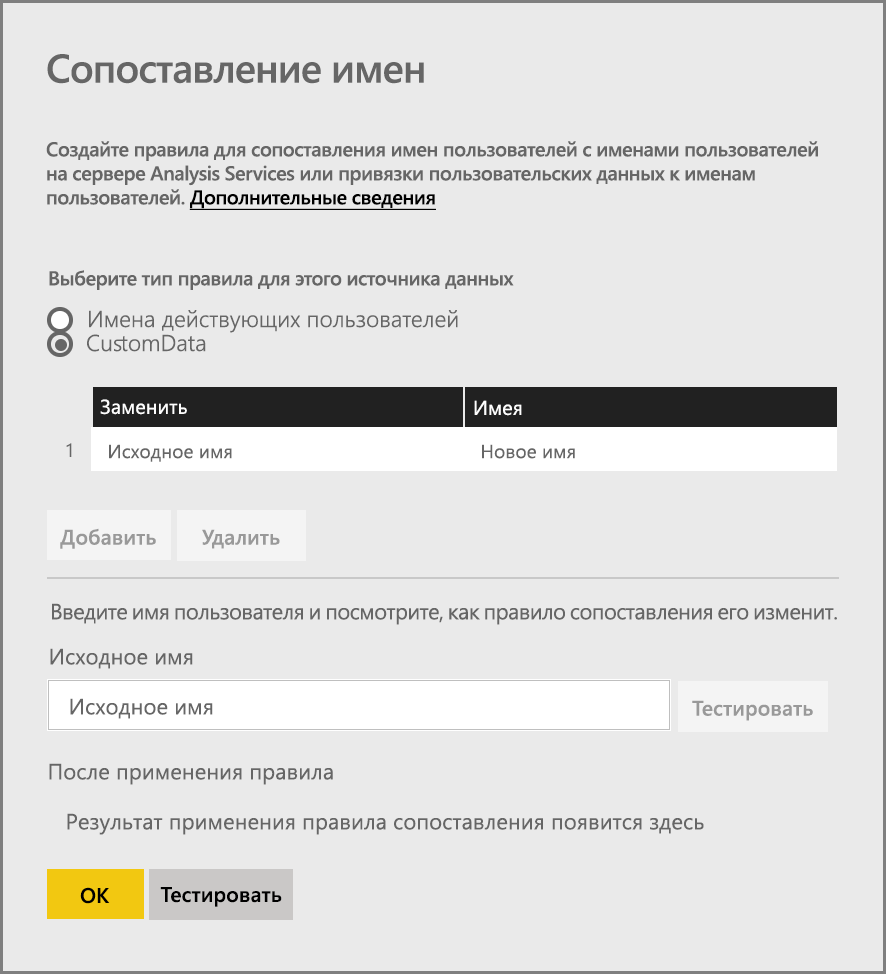 Сопоставление имен
Создайте правила для сопоставления имен пользователей с именами пользователей
на сервере Analysis Services или привязки пользовательских данных к именам
пользователей. Дополнительные сведения
Выберите тип правила для этого источника данных
Имена действующих пользователей
CustomData
Заменить Имея
1 Исходное имя Новое имя
Добавить Удалить
Введите имя пользователя и посмотрите, как правило сопоставления его изменит.
Исходное имя
Исходное имя Тестировать
После применения правила
Результат применения правила сопоставления появится здесь
ОК Тестировать